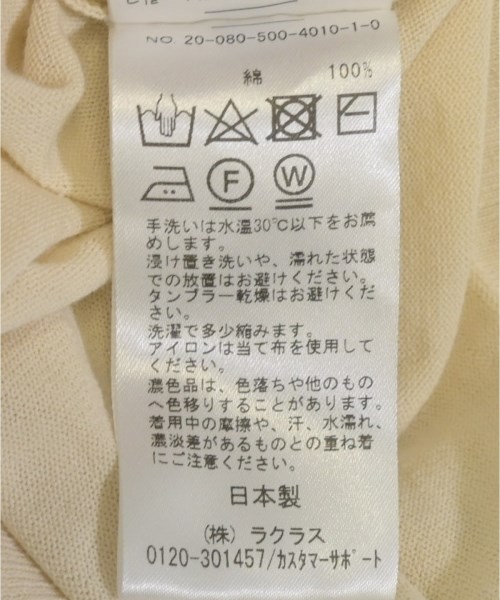 NO. 20-080-500-4010-1-0
綿 100%
F W
手洗いは水温30℃以下をお薦
めします。
浸け置き洗いや、濡れた状態
での放置はお避けください。
タンブラー乾燥はお避けくだ
さい。
洗濯で多少縮みます。
アイロンは当て布を使用して
ください。
濃色品は、色落ちや他のもの
へ色移りすることがあります。
着用中の摩擦や、汗、水濡れ、
濃淡差があるものとの重ね着
にご注意ください。
日本製
(株) ラクラス
0120-301457/カスタマーサポート